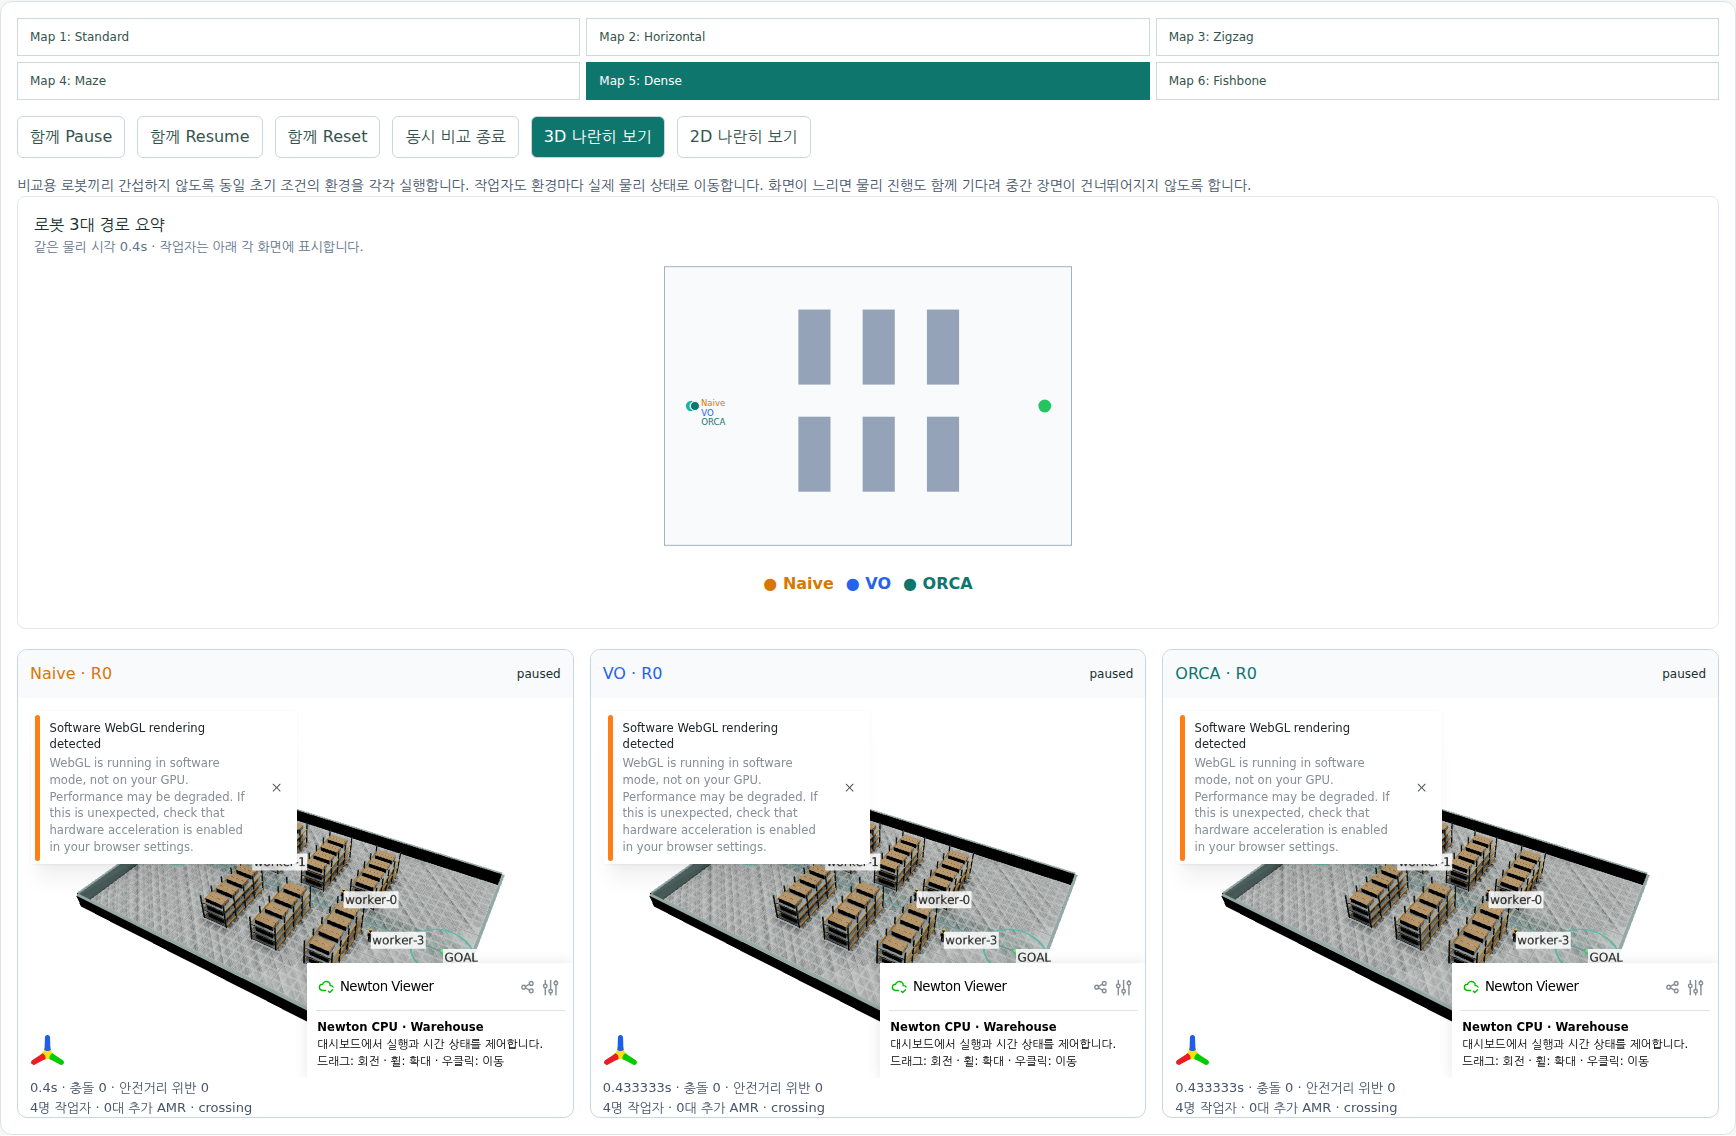 Map 1: Standard
Map 2: Horizontal
Map 3: Zigzag
Map 4: Maze
Map 5: Dense
Map 6: Fishbone
함께 Pause
함께 Resume
함께 Reset
동시 비교 종료
3D 나란히 보기
2D 나란히 보기
비교용 로봇끼리 간섭하지 않도록 동일 초기 조건의 환경을 각각 실행합니다. 작업자도 환경마다 실제 물리 상태로 이동합니다. 화면이 느리면 물리 진행도 함께 기다려 중간 장면이 건너뛰어지지 않도록 합니다.
로봇 3대 경로 요약
같은 물리 시각 0.4s · 작업자는 아래 각 화면에 표시합니다.
Naive
VO
ORCA
Naive
VO
ORCA
Naive · R0
paused
Software WebGL rendering
detected
WebGL is running in software
mode, not on your GPU.
Performance may be degraded. If
this is unexpected, check that
hardware acceleration is enabled
in your browser settings.
worker-1
worker-0
worker-3
GOAL
Newton Viewer
Newton CPU · Warehouse
대시보드에서 실행과 시간 상태를 제어합니다.
드래그: 회전 · 휠: 확대 · 우클릭: 이동
0.4s · 충돌 0 · 안전거리 위반 0
4명 작업자 · 0대 추가 AMR · crossing
VO · R0
paused
Software WebGL rendering
detected
WebGL is running in software
mode, not on your GPU.
Performance may be degraded. If
this is unexpected, check that
hardware acceleration is enabled
in your browser settings.
worker-1
worker-0
worker-3
GOAL
Newton Viewer
Newton CPU · Warehouse
대시보드에서 실행과 시간 상태를 제어합니다.
드래그: 회전 · 휠: 확대 · 우클릭: 이동
0.433333s · 충돌 0 · 안전거리 위반 0
4명 작업자 · 0대 추가 AMR · crossing
ORCA · R0
paused
Software WebGL rendering
detected
WebGL is running in software
mode, not on your GPU.
Performance may be degraded. If
this is unexpected, check that
hardware acceleration is enabled
in your browser settings.
worker-1
worker-0
worker-3
GOAL
Newton Viewer
Newton CPU · Warehouse
대시보드에서 실행과 시간 상태를 제어합니다.
드래그: 회전 · 휠: 확대 · 우클릭: 이동
0.433333s · 충돌 0 · 안전거리 위반 0
4명 작업자 · 0대 추가 AMR · crossing